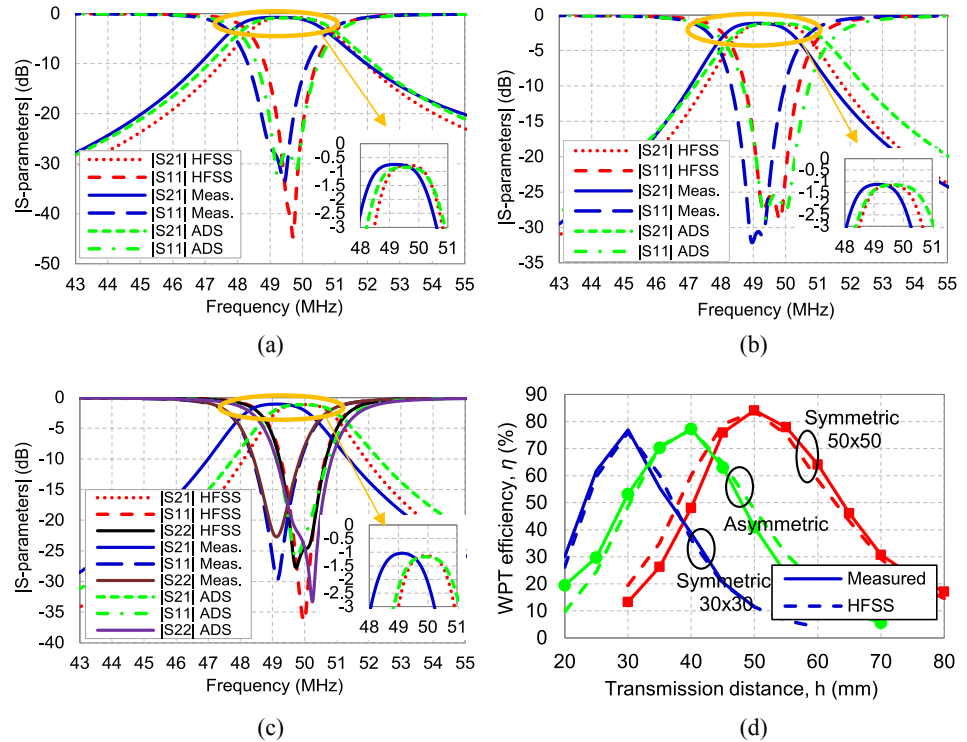 0
-10
-20
-30
-40
-50
|S-parameters| (dB)
|S21| HFSS
|S11| HFSS
|S21| Meas.
|S11| Meas.
|S21| ADS
|S11| ADS
0
-0.5
-1
-1.5
-2
-2.5
-3
48 49 50 51
43 44 45 46 47 48 49 50 51 52 53 54 55
Frequency (MHz)
(a)
0
-5
-10
-15
-20
-25
-30
-35
|S-parameters| (dB)
|S21| HFSS
|S11| HFSS
|S21| Meas.
|S11| Meas.
|S21| ADS
|S11| ADS
0
-0.5
-1
-1.5
-2
-2.5
-3
48 49 50 51
43 44 45 46 47 48 49 50 51 52 53 54 55
Frequency (MHz)
(b)
0
-5
-10
-15
-20
-25
-30
-35
-40
|S-parameters| (dB)
|S21| HFSS
|S11| HFSS
|S22| HFSS
|S21| Meas.
|S11| Meas.
|S22| Meas.
|S21| ADS
|S11| ADS
|S22| ADS
0
-0.5
-1
-1.5
-2
-2.5
-3
48 49 50 51
43 44 45 46 47 48 49 50 51 52 53 54 55
Frequency (MHz)
(c)
90
80
70
60
50
40
30
20
10
0
WPT efficiency, η (%)
Symmetric
50x50
Asymmetric
Symmetric
30x30
Measured
HFSS
20 30 40 50 60 70 80
Transmission distance, h (mm)
(d)